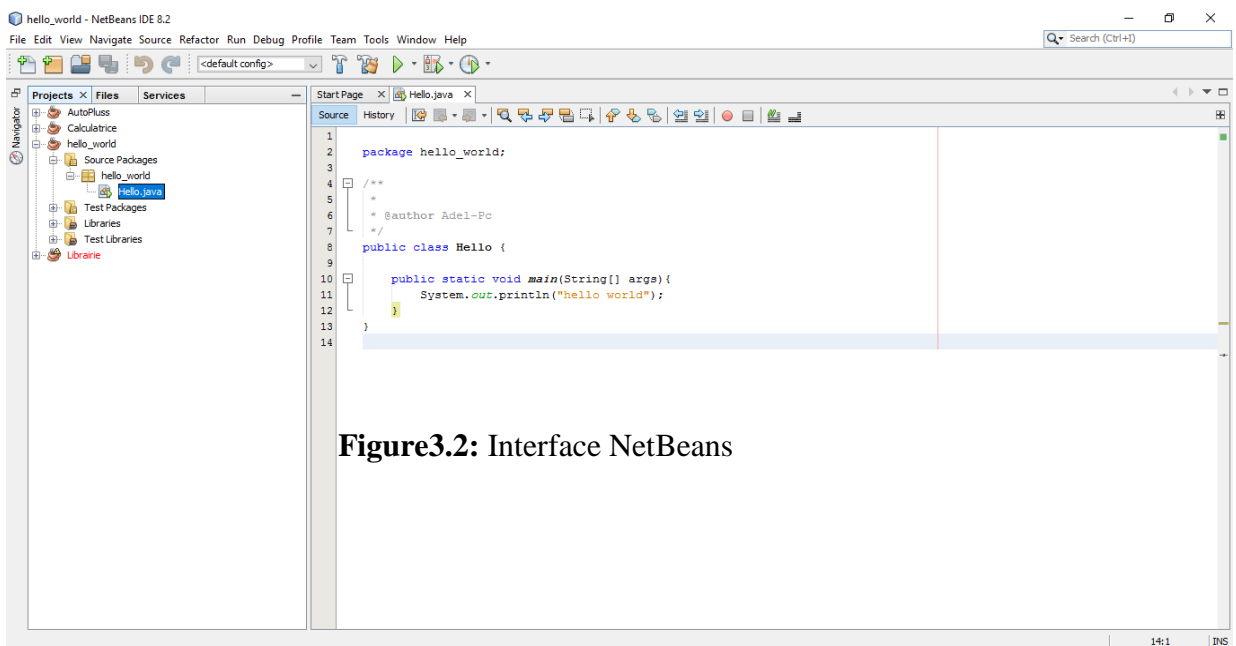 hello_world - NetBeans IDE 8.2
File Edit View Navigate Source Refactor Run Debug Profile Team Tools Window Help
Search (Ctrl+I)
<default config>
Projects Files Services
Navigator
AutoPluss
Calculatrice
hello_world
Source Packages
hello_world
Hello.java
Test Packages
Libraries
Test Libraries
Librairie
Start Page Hello.java
Source History
1
2 package hello_world;
3
4 /**
5 *
6 * @author Adel-Pc
7 */
8 public class Hello {
9
10 public static void main(String[] args){
11 System.out.println("hello world");
12 }
13 }
14
Figure3.2: Interface NetBeans
14:1 INS